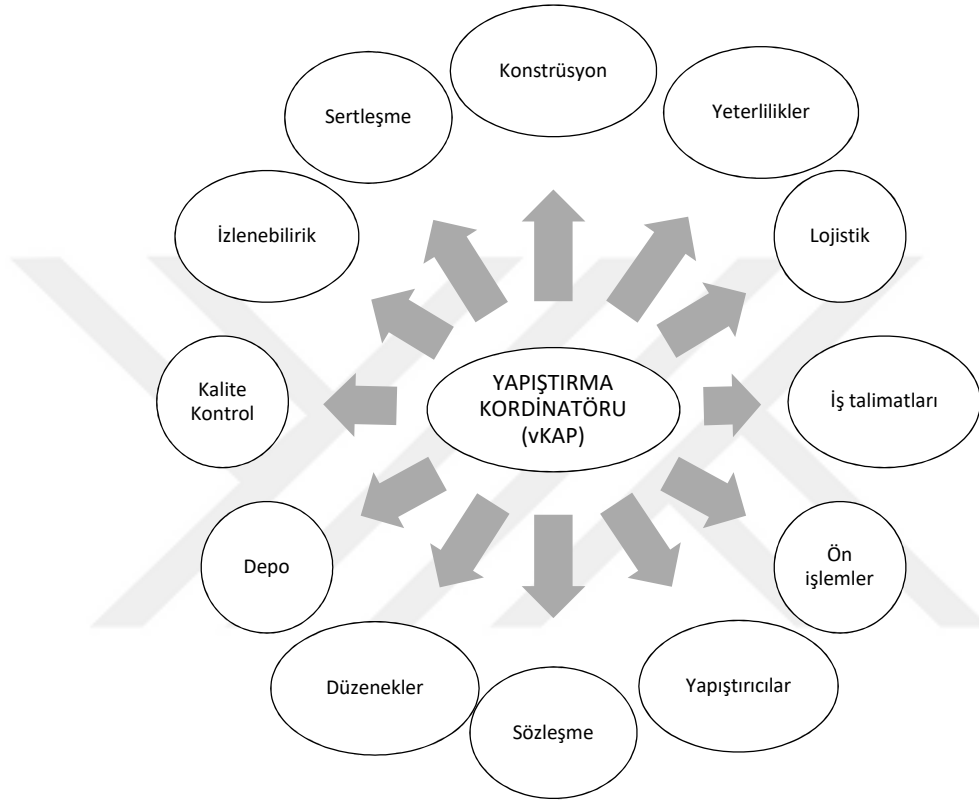 Konstrüsyon
Yeterlilikler
Sertleşme
Lojistik
İzlenebilirik
YAPIŞTIRMA
KORDİNATÖRU
(vKAP)
Kalite
Kontrol
İş talimatları
Depo
Ön
işlemler
Düzenekler
Yapıştırıcılar
Sözleşme